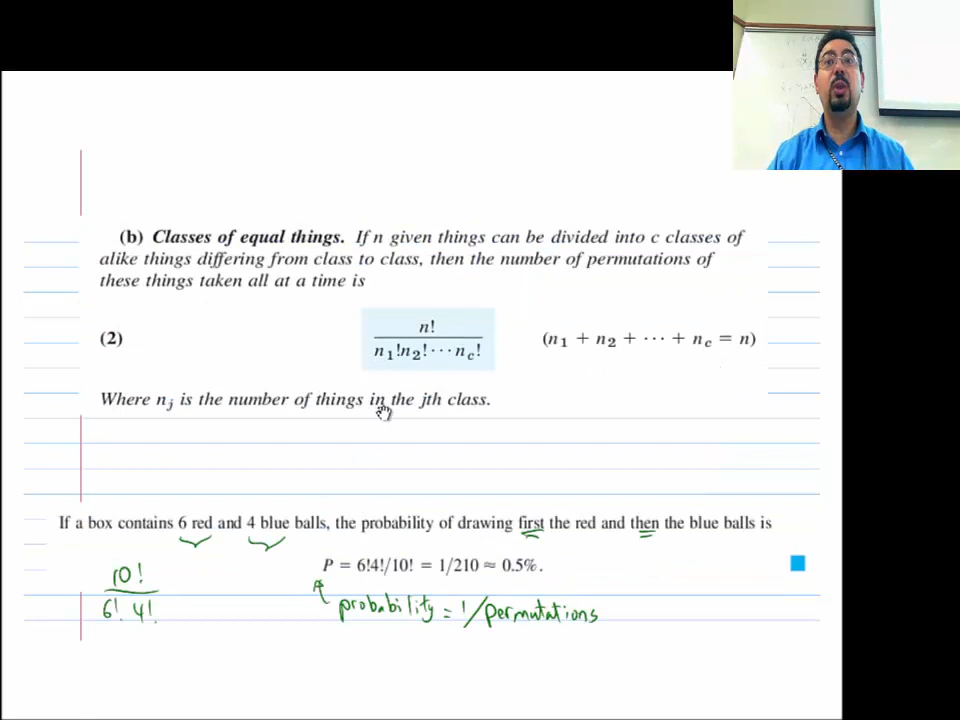 (b) Classes of equal things. If n given things can be divided into c classes of
alike things differing from class to class, then the number of permutations of
these things taken all at a time is
(2) n! / n₁!n₂! ⋯ n_c! (n₁ + n₂ + ⋯ + n_c = n)
Where n_j is the number of things in the jth class.
If a box contains 6 red and 4 blue balls, the probability of drawing first the red and then the blue balls is
P = 6!4!/10! = 1/210 ≈ 0.5%.
10! / 6! 4!
probability = 1/permutations